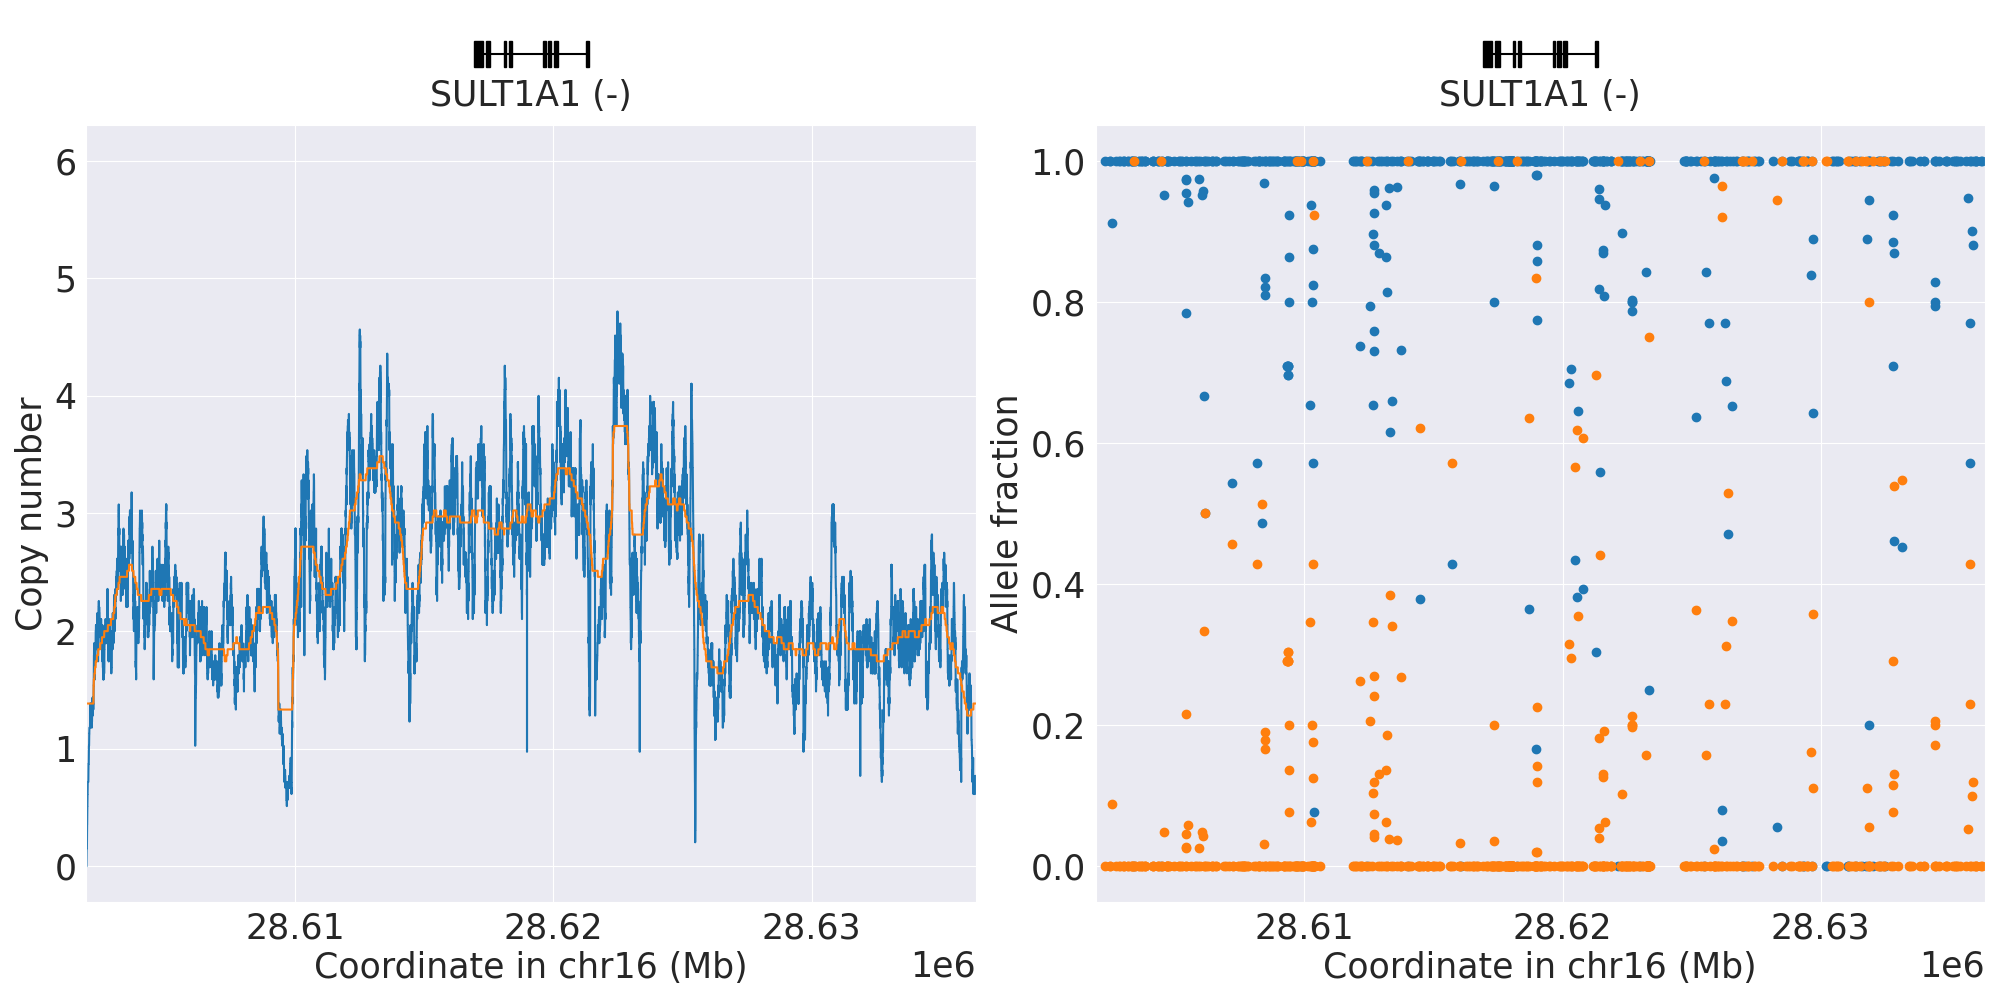 SULT1A1 (-)
Copy number
6
5
4
3
2
1
0
28.61
28.62
28.63
Coordinate in chr16 (Mb)
1e6
SULT1A1 (-)
Allele fraction
1.0
0.8
0.6
0.4
0.2
0.0
28.61
28.62
28.63
Coordinate in chr16 (Mb)
1e6